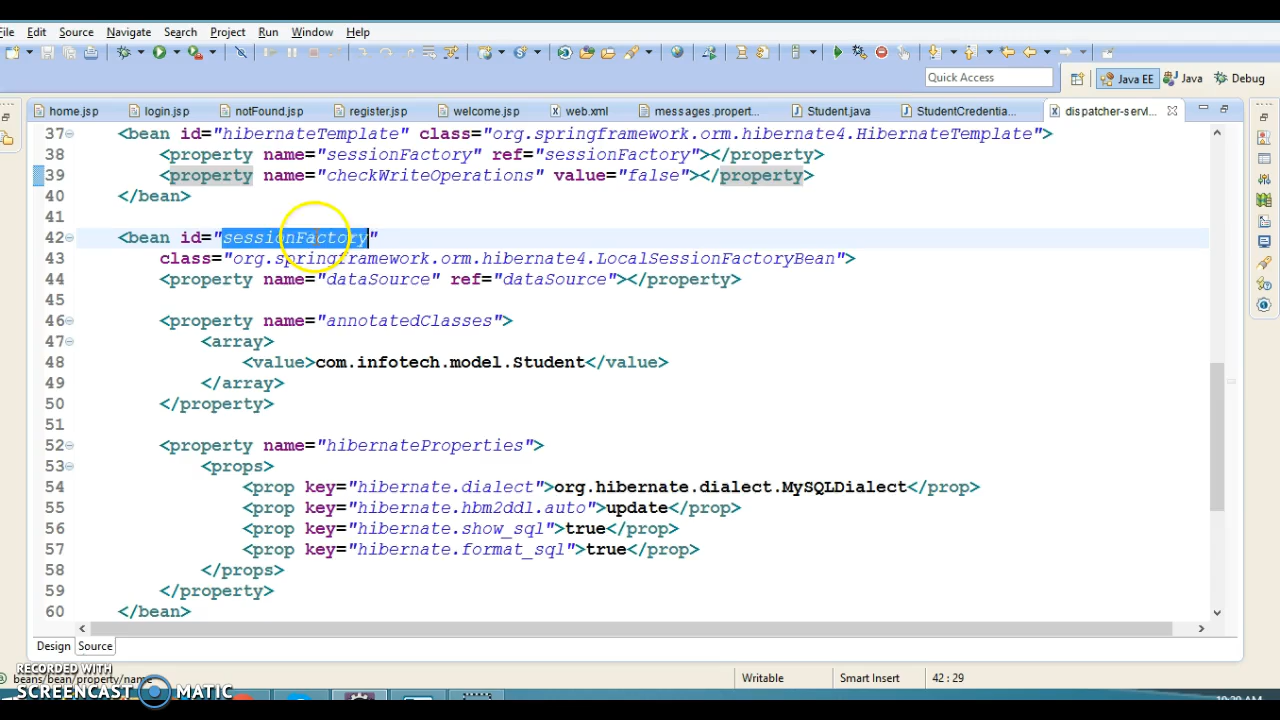 File Edit Source Navigate Search Project Run Window Help
Quick Access Java EE Java Debug
home.jsp login.jsp notFound.jsp register.jsp welcome.jsp web.xml messages.propert... Student.java StudentCredentia... dispatcher-servl...
37 <bean id="hibernateTemplate" class="org.springframework.orm.hibernate4.HibernateTemplate">
38 <property name="sessionFactory" ref="sessionFactory"></property>
39 <property name="checkWriteOperations" value="false"></property>
40 </bean>
41
42 <bean id="sessionFactory"
43 class="org.springframework.orm.hibernate4.LocalSessionFactoryBean">
44 <property name="dataSource" ref="dataSource"></property>
45
46 <property name="annotatedClasses">
47 <array>
48 <value>com.infotech.model.Student</value>
49 </array>
50 </property>
51
52 <property name="hibernateProperties">
53 <props>
54 <prop key="hibernate.dialect">org.hibernate.dialect.MySQLDialect</prop>
55 <prop key="hibernate.hbm2ddl.auto">update</prop>
56 <prop key="hibernate.show_sql">true</prop>
57 <prop key="hibernate.format_sql">true</prop>
58 </props>
59 </property>
60 </bean>
Design Source
RECORDED WITH
beans/bean/property/name Writable Smart Insert 42 : 29
SCREENCAST MATIC